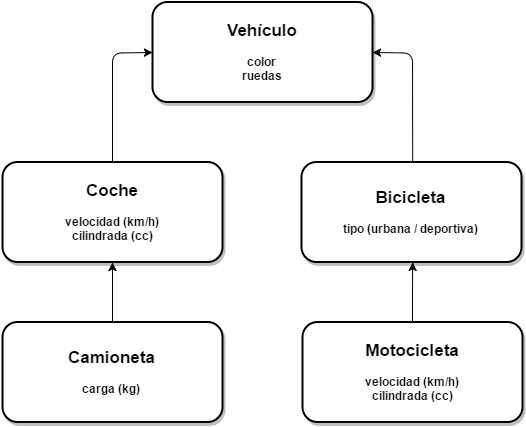 Vehículo
color
ruedas
Coche
velocidad (km/h)
cilindrada (cc)
Bicicleta
tipo (urbana / deportiva)
Camioneta
carga (kg)
Motocicleta
velocidad (km/h)
cilindrada (cc)